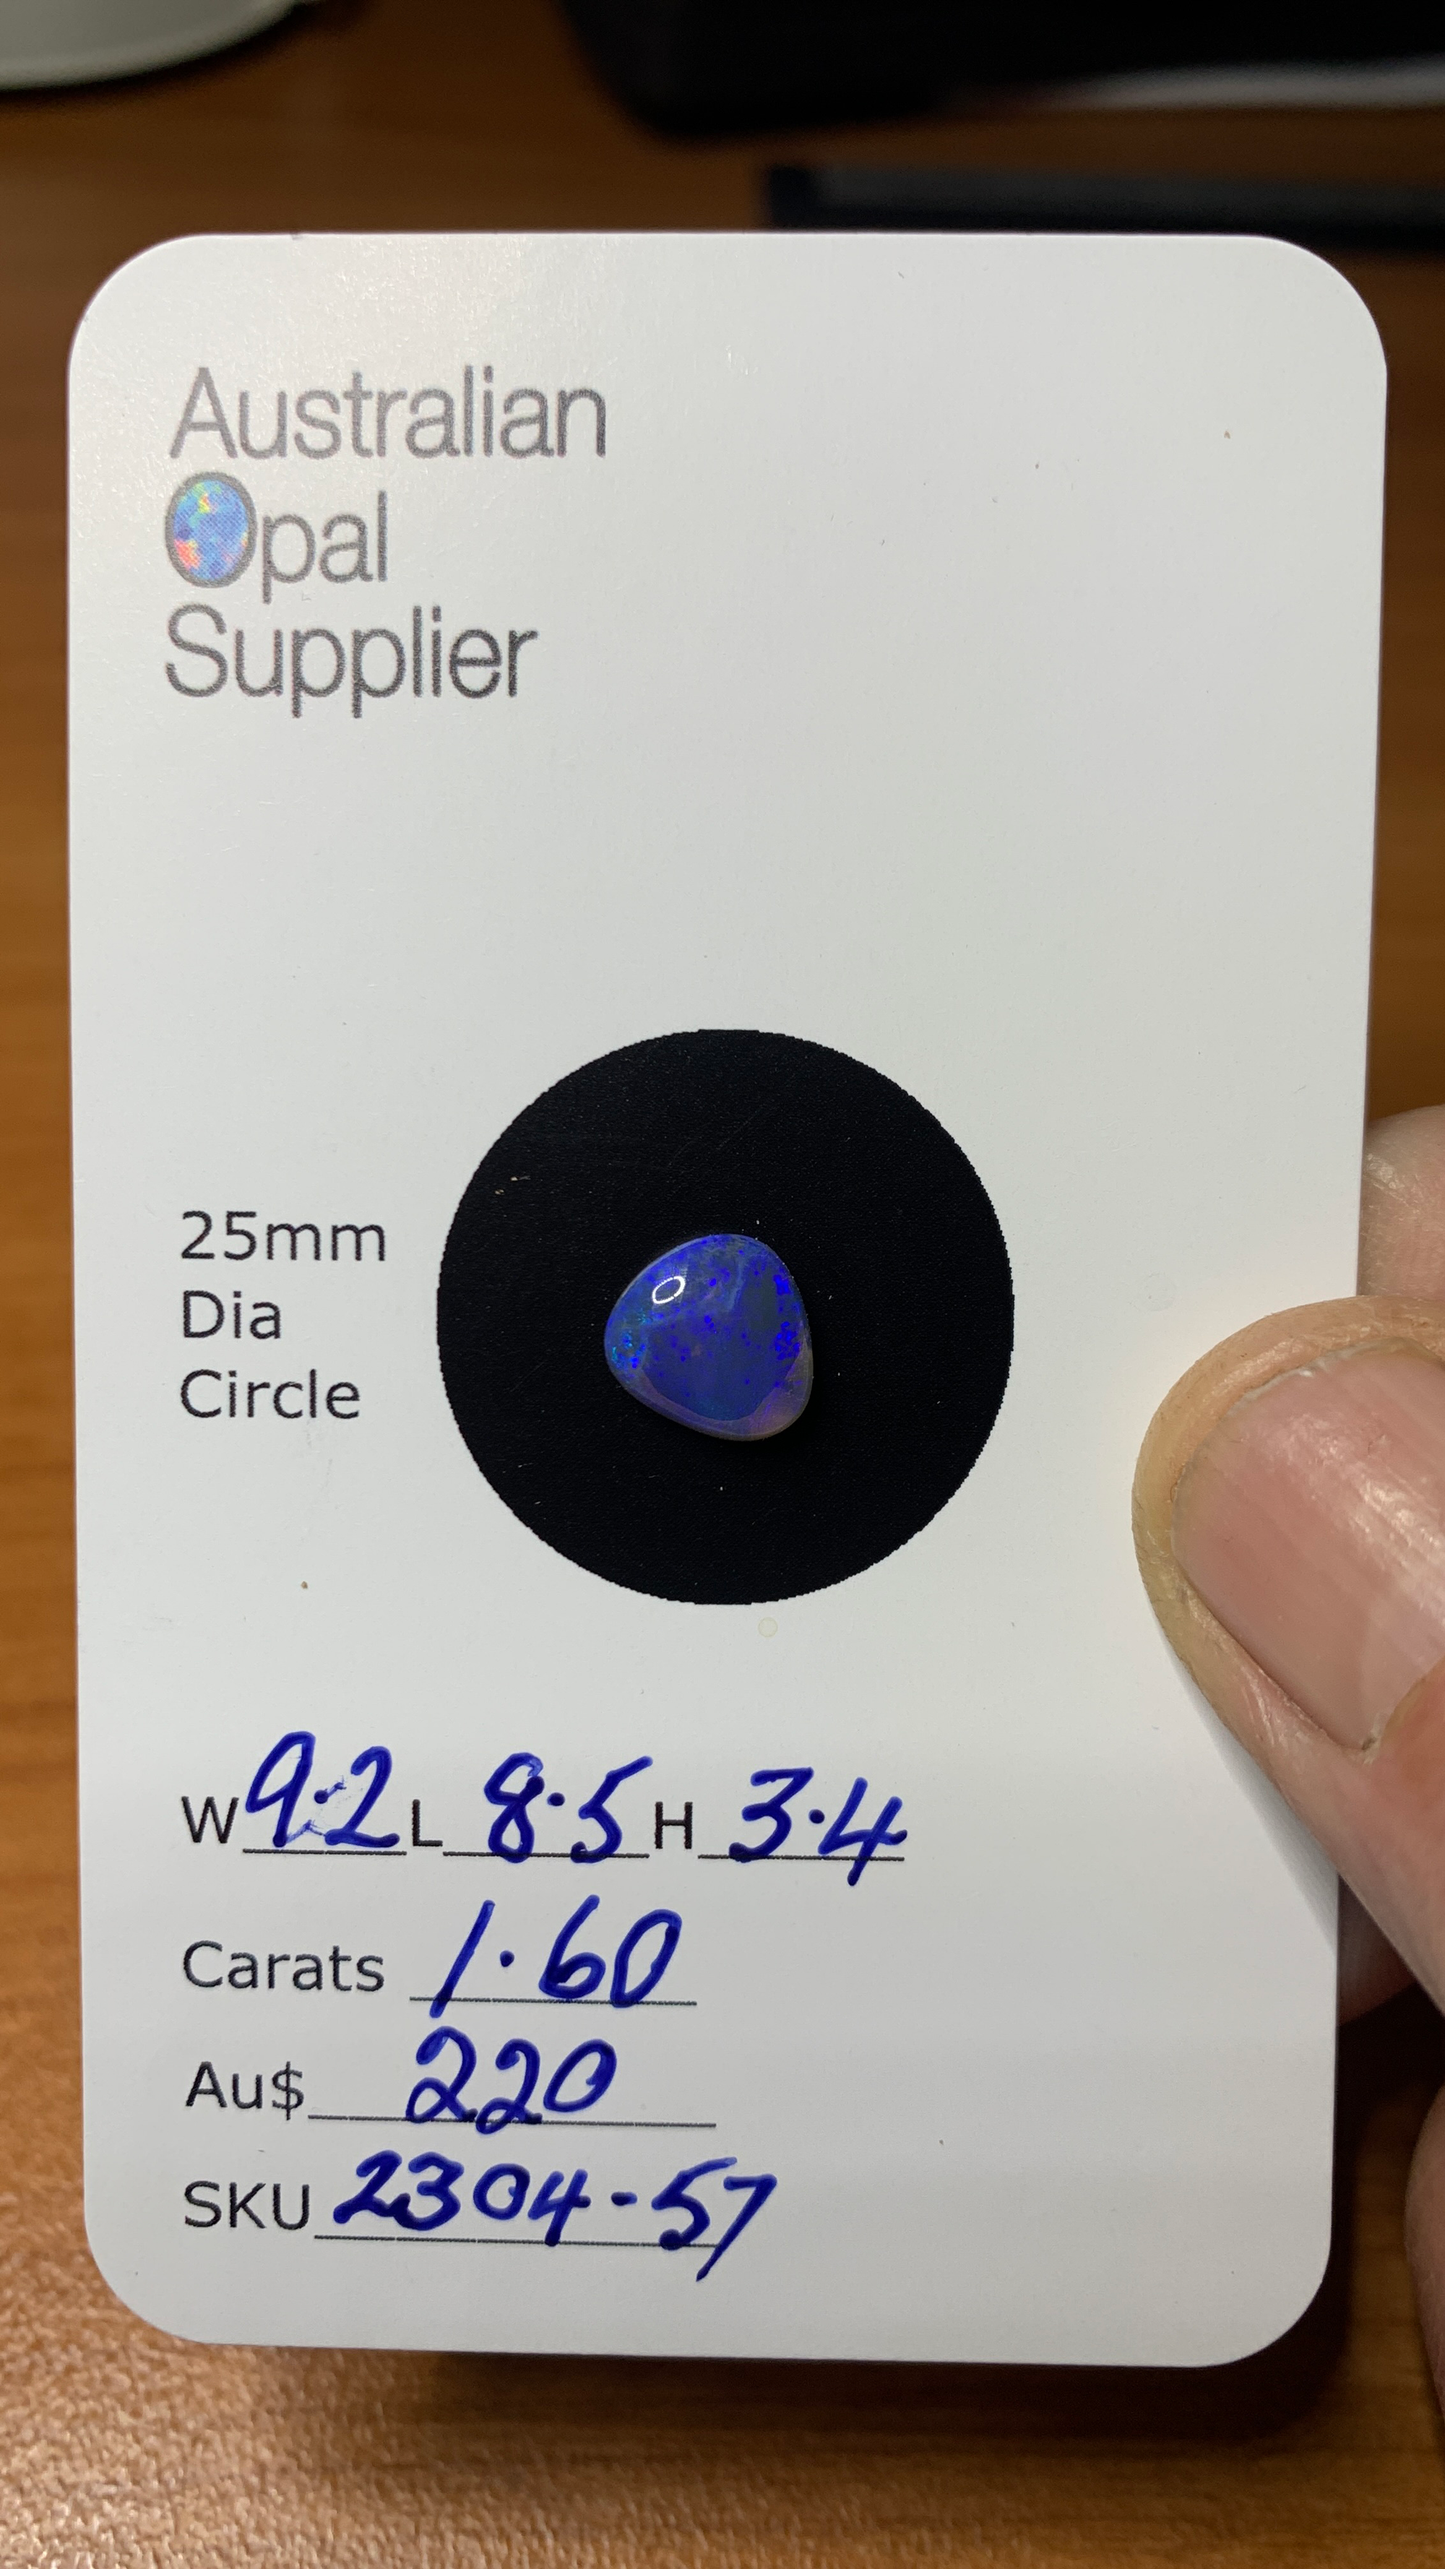 Australian
Opal
Supplier
25mm
Dia
Circle
W 9.2 L 8.5 H 3.4
Carats 1.60
Au$ 220
SKU 2304-57